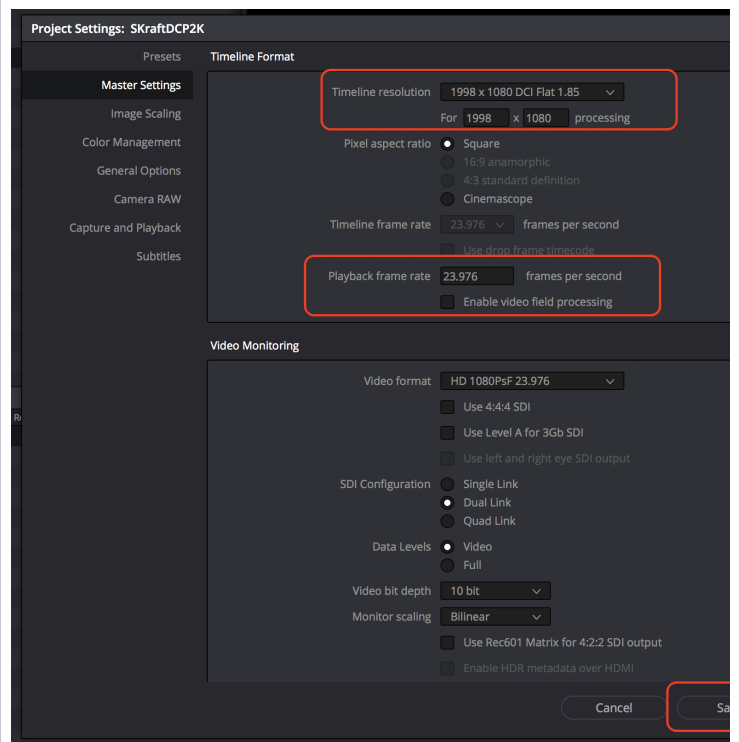 Project Settings: SKraftDCP2K
Presets
Timeline Format
Master Settings
Timeline resolution 1998 x 1080 DCI Flat 1.85
Image Scaling
For 1998 x 1080 processing
Color Management
Pixel aspect ratio Square
16:9 anamorphic
General Options
4:3 standard definition
Camera RAW
Cinemascope
Capture and Playback
Timeline frame rate 23.976 frames per second
Use drop frame timecode
Subtitles
Playback frame rate 23.976 frames per second
Enable video field processing
Video Monitoring
Video format HD 1080PsF 23.976
Use 4:4:4 SDI
Use Level A for 3Gb SDI
Use left and right eye SDI output
SDI Configuration Single Link
Dual Link
Quad Link
Data Levels Video
Full
Video bit depth 10 bit
Monitor scaling Bilinear
Use Rec601 Matrix for 4:2:2 SDI output
Enable HDR metadata over HDMI
Cancel Sa